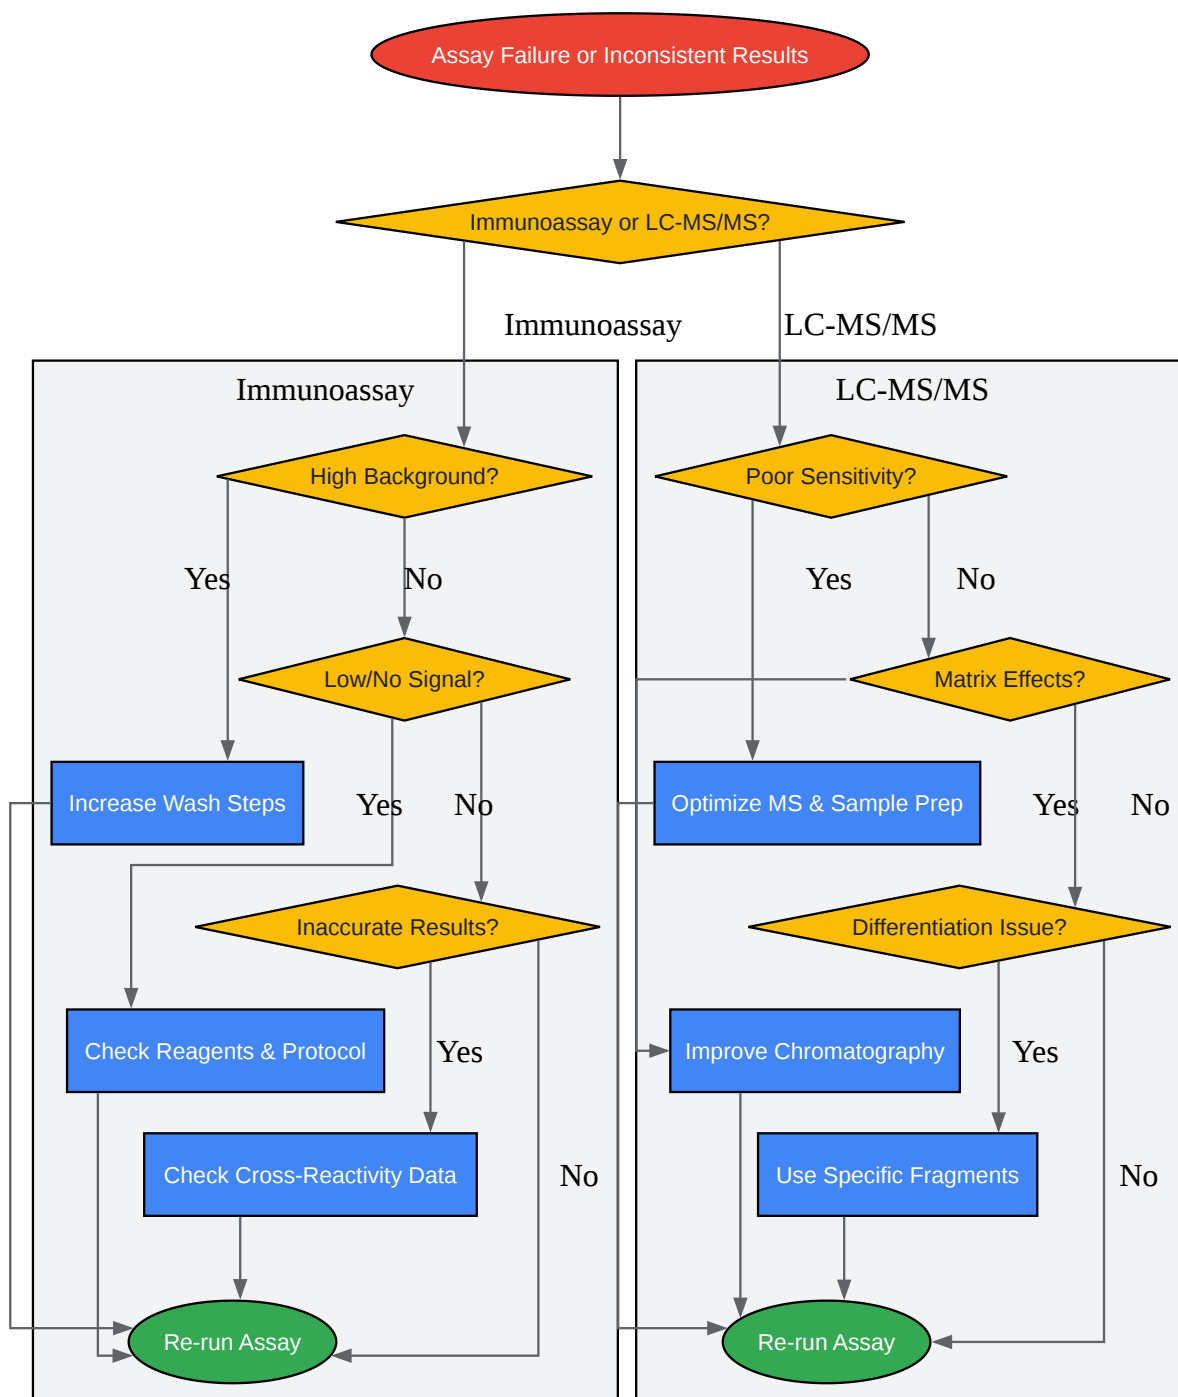 Assay Failure or Inconsistent Results
Immunoassay or LC-MS/MS?
Immunoassay
LC-MS/MS
Immunoassay
LC-MS/MS
High Background?
Poor Sensitivity?
Yes
No
Yes
No
Low/No Signal?
Matrix Effects?
Increase Wash Steps
Yes
No
Optimize MS & Sample Prep
Yes
No
Inaccurate Results?
Differentiation Issue?
Check Reagents & Protocol
Yes
Improve Chromatography
Yes
Check Cross-Reactivity Data
No
Use Specific Fragments
No
Re-run Assay
Re-run Assay